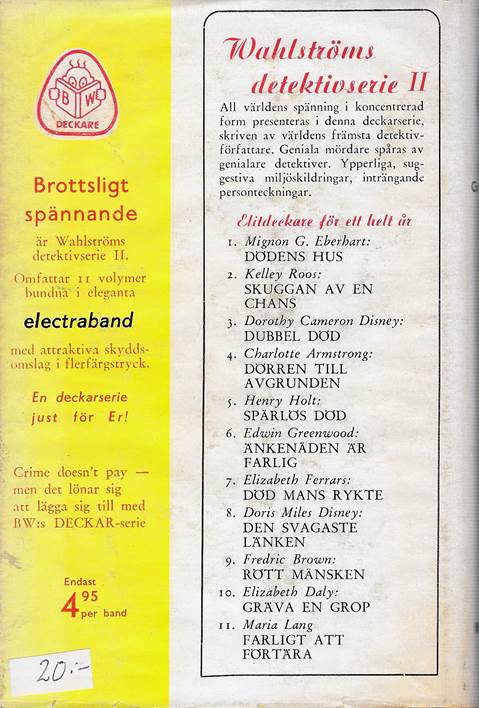 B W
DECKARE
Brottsligt
spännande
är Wahlströms
detektivserie II.
Omfattar 11 volymer
bundna i eleganta
electraband
med attraktiva skydds-
omslag i flerfärgstryck.
En deckarserie
just för Er!
Crime doesn't pay —
men det lönar sig
att lägga sig till med
BW:s DECKAR-serie
Endast
4 95
per band
20:-
Wahlströms
detektivserie II
All världens spänning i koncentrerad
form presenteras i denna deckarserie,
skriven av världens främsta detektiv-
författare. Geniala mördare spåras av
genialare detektiver. Ypperliga, sug-
gestiva miljöskildringar, inträngande
personteckningar.
Elitdeckare för ett helt år
1. Mignon G. Eberhart:
DÖDENS HUS
2. Kelley Roos:
SKUGGAN AV EN
CHANS
3. Dorothy Cameron Disney:
DUBBEL DÖD
4. Charlotte Armstrong:
DÖRREN TILL
AVGRUNDEN
5. Henry Holt:
SPÅRLÖS DÖD
6. Edwin Greenwood:
ÄNKENÅDEN ÄR
FARLIG
7. Elizabeth Ferrars:
DÖD MANS RYKTE
8. Doris Miles Disney:
DEN SVAGASTE
LÄNKEN
9. Fredric Brown:
RÖTT MÅNSKEN
10. Elizabeth Daly:
GRÄVA EN GROP
11. Maria Lang
FARLIGT ATT
FÖRTÄRA